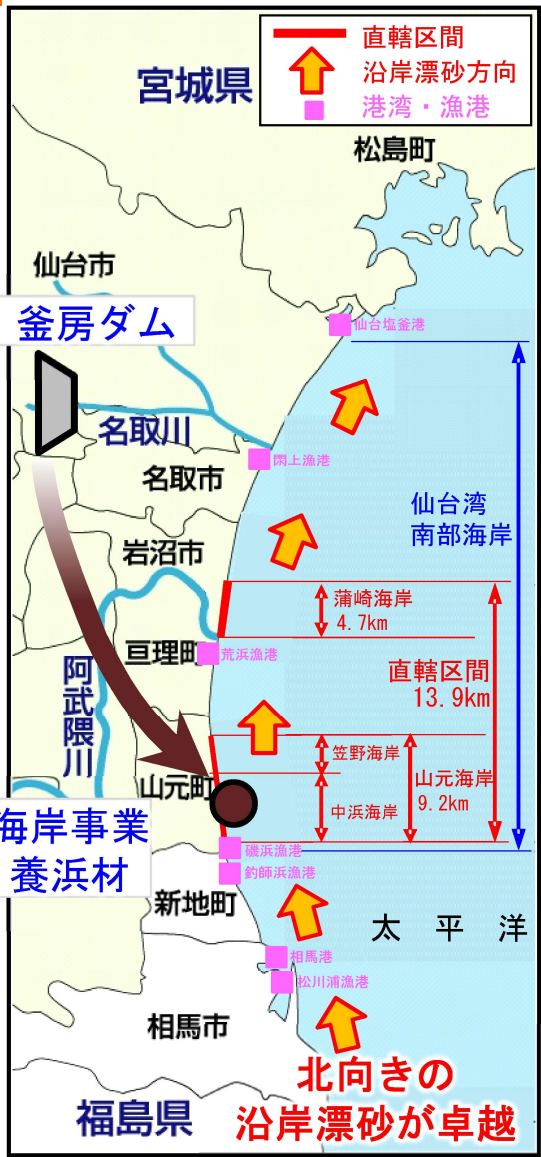 直轄区間
沿岸漂砂方向
港湾・漁港
宮城県
松島町
仙台市
仙台塩釜港
釜房ダム
名取川
閖上漁港
名取市
仙台湾
南部海岸
岩沼市
蒲崎海岸
4.7km
亘理町
荒浜漁港
直轄区間
13.9km
阿武隈川
笠野海岸
山元町
山元海岸
9.2km
中浜海岸
海岸事業
養浜材
磯浜漁港
釣師浜漁港
新地町
太平洋
相馬港
松川浦漁港
相馬市
北向きの
沿岸漂砂が卓越
福島県